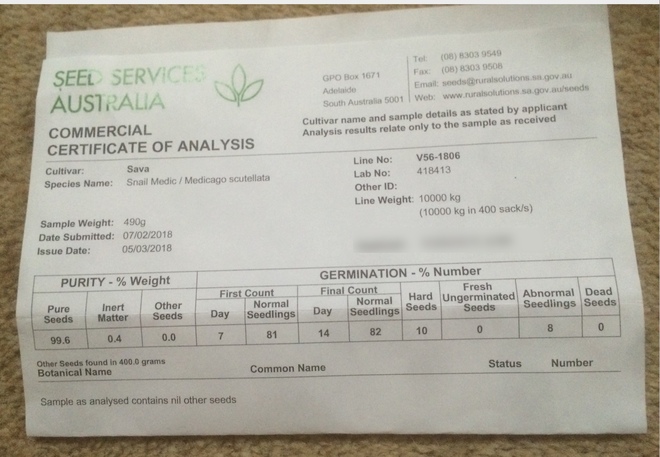 SEED SERVICES
AUSTRALIA
GPO Box 1671
Adelaide
South Australia 5001
Tel: (08) 8303 9549
Fax: (08) 8303 9508
Email: seeds@ruralsolutions.sa.gov.au
Web: www.ruralsolutions.sa.gov.au/seeds
COMMERCIAL
CERTIFICATE OF ANALYSIS
Cultivar name and sample details as stated by applicant
Analysis results relate only to the sample as received
Cultivar: Sava
Species Name: Snail Medic / Medicago scutellata
Line No: V56-1806
Lab No: 418413
Other ID:
Line Weight: 10000 kg
(10000 kg in 400 sack/s)
Sample Weight: 490g
Date Submitted: 07/02/2018
Issue Date: 05/03/2018
PURITY - % Weight GERMINATION - % Number
First Count Final Count
Pure Seeds Inert Matter Other Seeds Day Normal Seedlings Day Normal Seedlings Hard Seeds Fresh Ungerminated Seeds Abnormal Seedlings Dead Seeds
99.6 0.4 0.0 7 81 14 82 10 0 8 0
Other Seeds found in 400.0 grams
Botanical Name Common Name Status Number
Sample as analysed contains nil other seeds